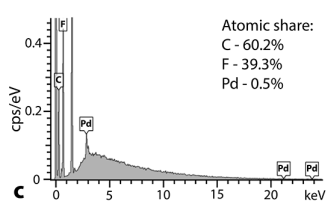 Atomic share:
C - 60.2%
F - 39.3%
Pd - 0.5%
F
C
Pd
Pd
Pd
cps/eV
0.4
0.2
0
0
5
10
15
20
keV
c